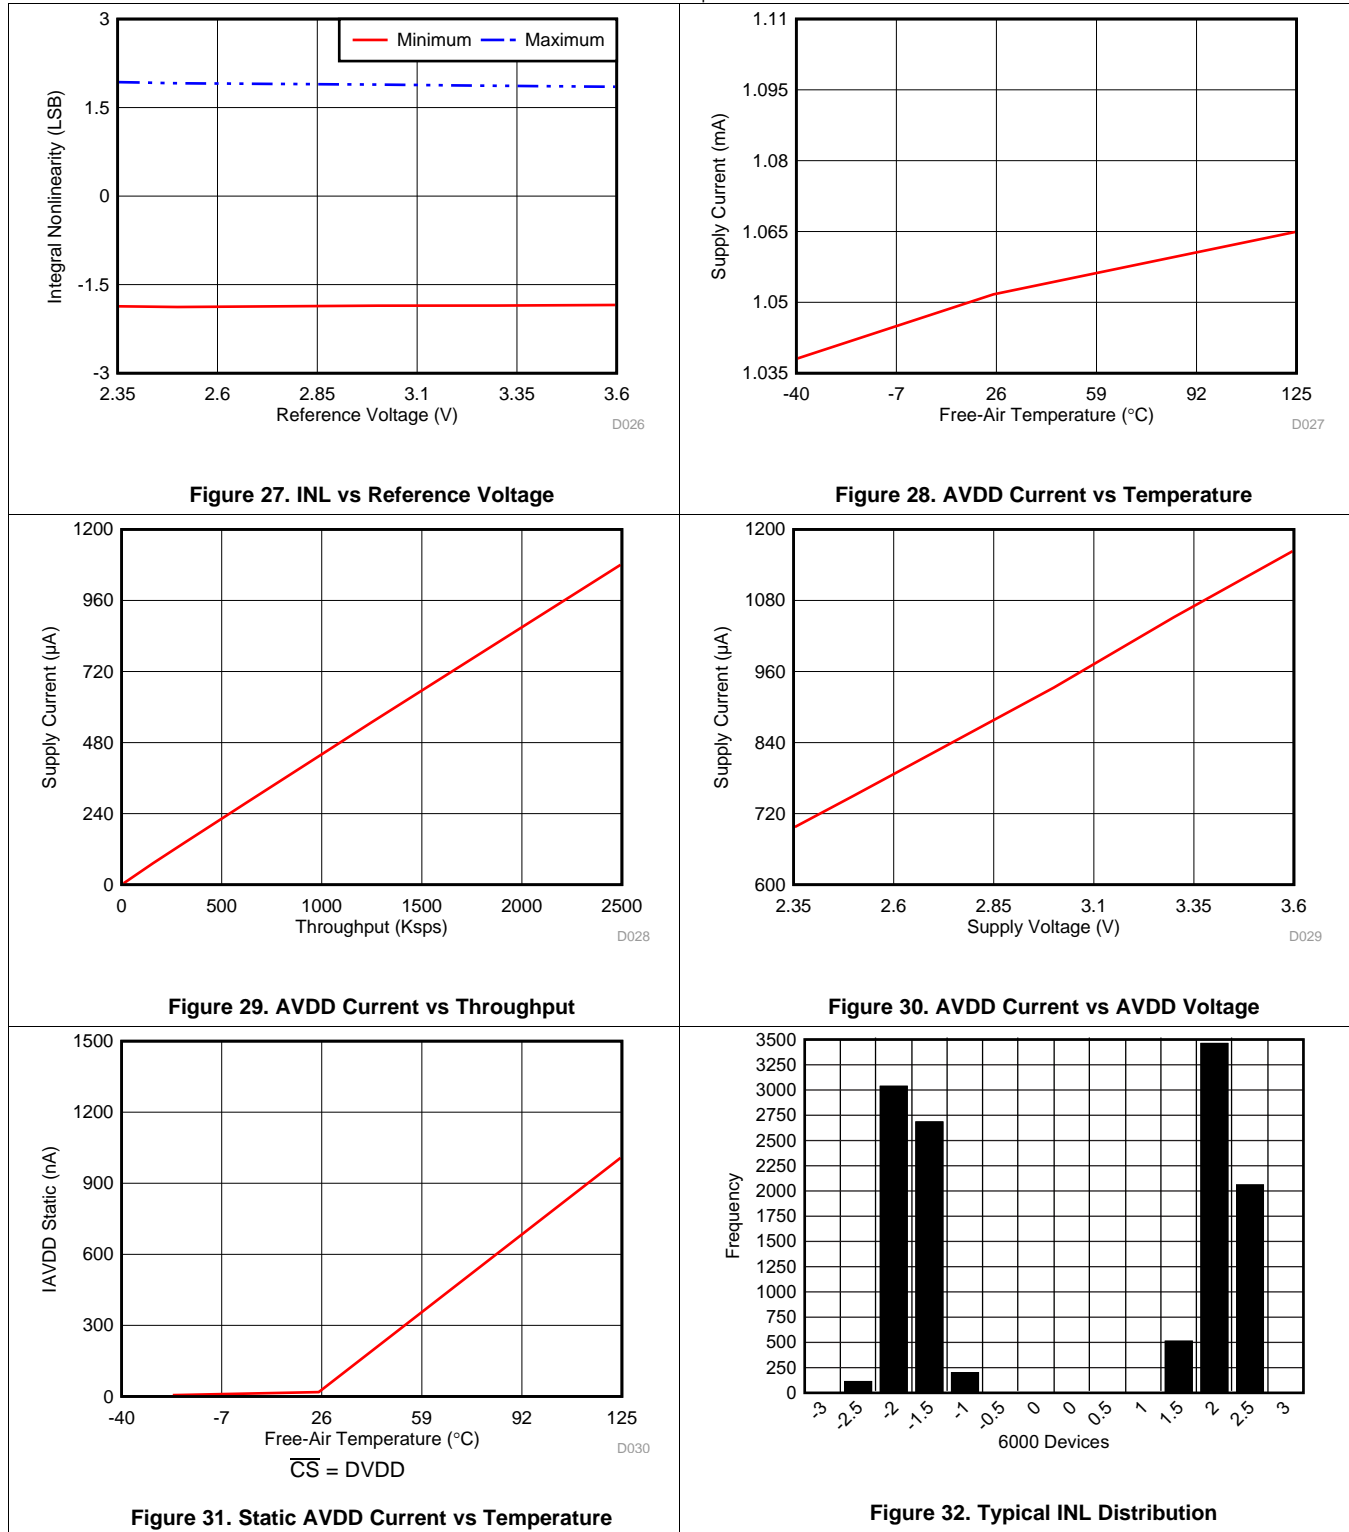 3
1.5
0
-1.5
-3
Integral Nonlinearity (LSB)
Minimum
Maximum
2.35 2.6 2.85 3.1 3.35 3.6
Reference Voltage (V)
D026
Figure 27. INL vs Reference Voltage
1.11
1.095
1.08
1.065
1.05
1.035
Supply Current (mA)
-40 -7 26 59 92 125
Free-Air Temperature (°C)
D027
Figure 28. AVDD Current vs Temperature
1200
960
720
480
240
0
Supply Current (µA)
0 500 1000 1500 2000 2500
Throughput (Ksps)
D028
Figure 29. AVDD Current vs Throughput
1200
1080
960
840
720
600
Supply Current (µA)
2.35 2.6 2.85 3.1 3.35 3.6
Supply Voltage (V)
D029
Figure 30. AVDD Current vs AVDD Voltage
1500
1200
900
600
300
0
IAVDD Static (nA)
-40 -7 26 59 92 125
Free-Air Temperature (°C)
D030
CS = DVDD
Figure 31. Static AVDD Current vs Temperature
3500
3250
3000
2750
2500
2250
2000
1750
1500
1250
1000
750
500
250
0
Frequency
-3 -2.5 -2 -1.5 -1 -0.5 0 0 0.5 1 1.5 2 2.5 3
6000 Devices
Figure 32. Typical INL Distribution